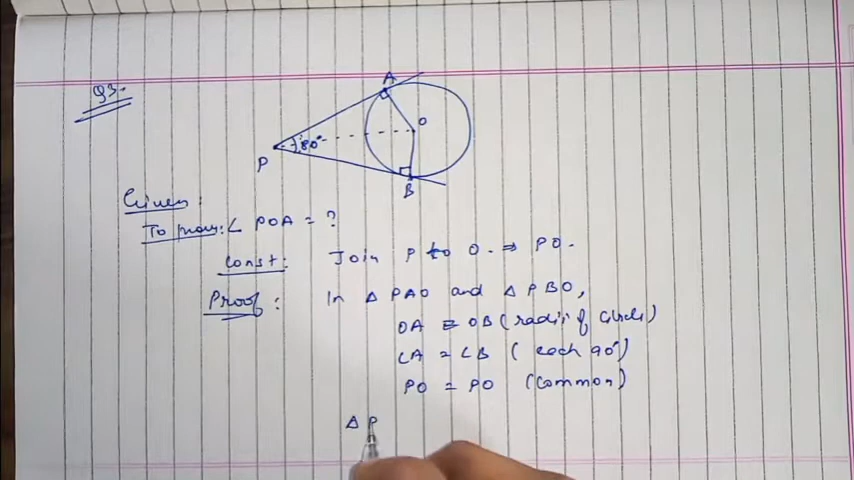 Q3.
A
O
80°
P
B
Given:
To prove: ∠ POA = ?
Const: Join P to O. ⇒ PO.
Proof: In Δ PAO and Δ PBO,
OA = OB (radii of circle)
∠A = ∠B (each 90°)
PO = PO (common)
Δ P